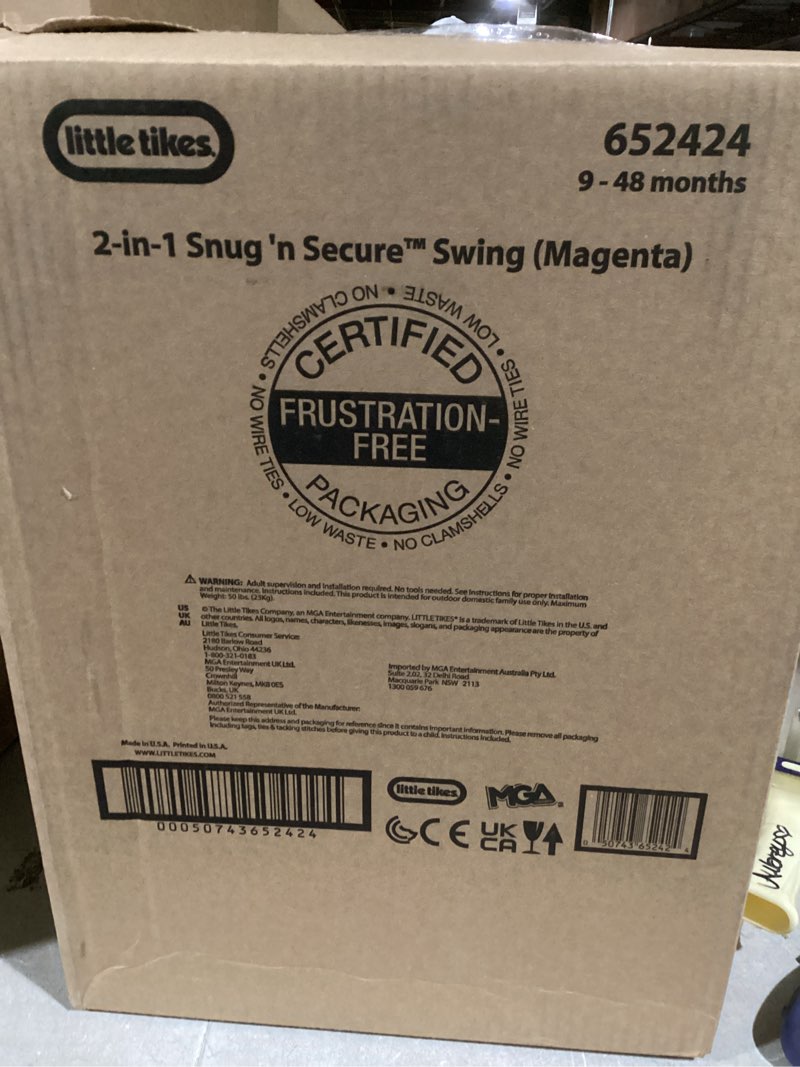 little tikes
652424
9 - 48 months
2-in-1 Snug 'n Secure™ Swing (Magenta)
NO CLAMSHELLS • LOW WASTE • NO WIRE TIES • NO CLAMSHELLS • LOW WASTE • NO WIRE TIES •
CERTIFIED
FRUSTRATION-
FREE
PACKAGING
WARNING: Adult supervision and installation required. No tools needed. See instructions for proper installation
and maintenance. Instructions included. This product is intended for outdoor domestic family use only. Maximum
Weight: 50 lbs. (23Kg).
US
UK
AU
© The Little Tikes Company, an MGA Entertainment company. LITTLE TIKES® is a trademark of Little Tikes in the U.S. and
other countries. All logos, names, characters, likenesses, images, slogans, and packaging appearance are the property of
Little Tikes.
Little Tikes Consumer Service
2180 Barlow Road
Hudson, Ohio 44236
1-800-321-0183
MGA Entertainment UK Ltd.
50 Presley Way
Crownhill
Milton Keynes, MK8 0ES
Bucks, UK
0800 521 558
Authorized Representative of the Manufacturer:
MGA Entertainment UK Ltd.
Imported by MGA Entertainment Australia Pty Ltd.
Suite 2.02, 32 Delhi Road
Macquarie Park NSW 2113
1300 059 676
Please keep this address and packaging for reference since it contains important information. Please remove all packaging
including tags, ties & tacking stitches before giving this product to a child. Instructions included.
Made in U.S.A. Printed in U.S.A.
WWW.LITTLETIKES.COM
00050743652424
little tikes
MGA
CE
UK
CA
0 50743 65242 4
Aubrey